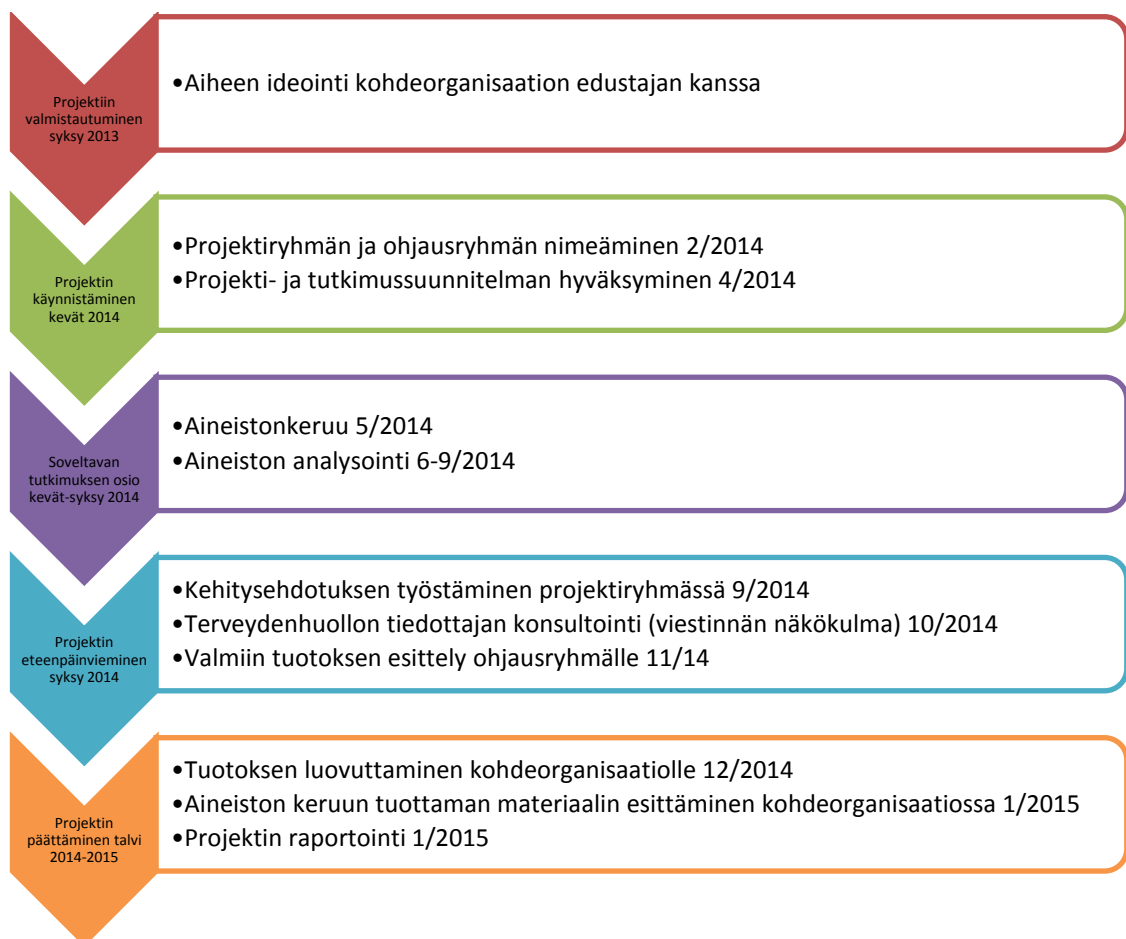 Projektiin
valmistautuminen
syksy 2013
•Aiheen ideointi kohdeorganisaation edustajan kanssa
Projektin
käynnistäminen
kevät 2014
•Projektiryhmän ja ohjausryhmän nimeäminen 2/2014
•Projekti- ja tutkimussuunnitelman hyväksyminen 4/2014
Soveltavan
tutkimuksen osio
kevät-syksy 2014
•Aineistonkeruu 5/2014
•Aineiston analysointi 6-9/2014
Projektin
eteenpäinvieminen
syksy 2014
•Kehitysehdotuksen työstäminen projektiryhmässä 9/2014
•Terveydenhuollon tiedottajan konsultointi (viestinnän näkökulma) 10/2014
•Valmiin tuotoksen esittely ohjausryhmälle 11/14
Projektin
päättäminen talvi
2014-2015
•Tuotoksen luovuttaminen kohdeorganisaatiolle 12/2014
•Aineiston keruun tuottaman materiaalin esittäminen kohdeorganisaatiossa 1/2015
•Projektin raportointi 1/2015